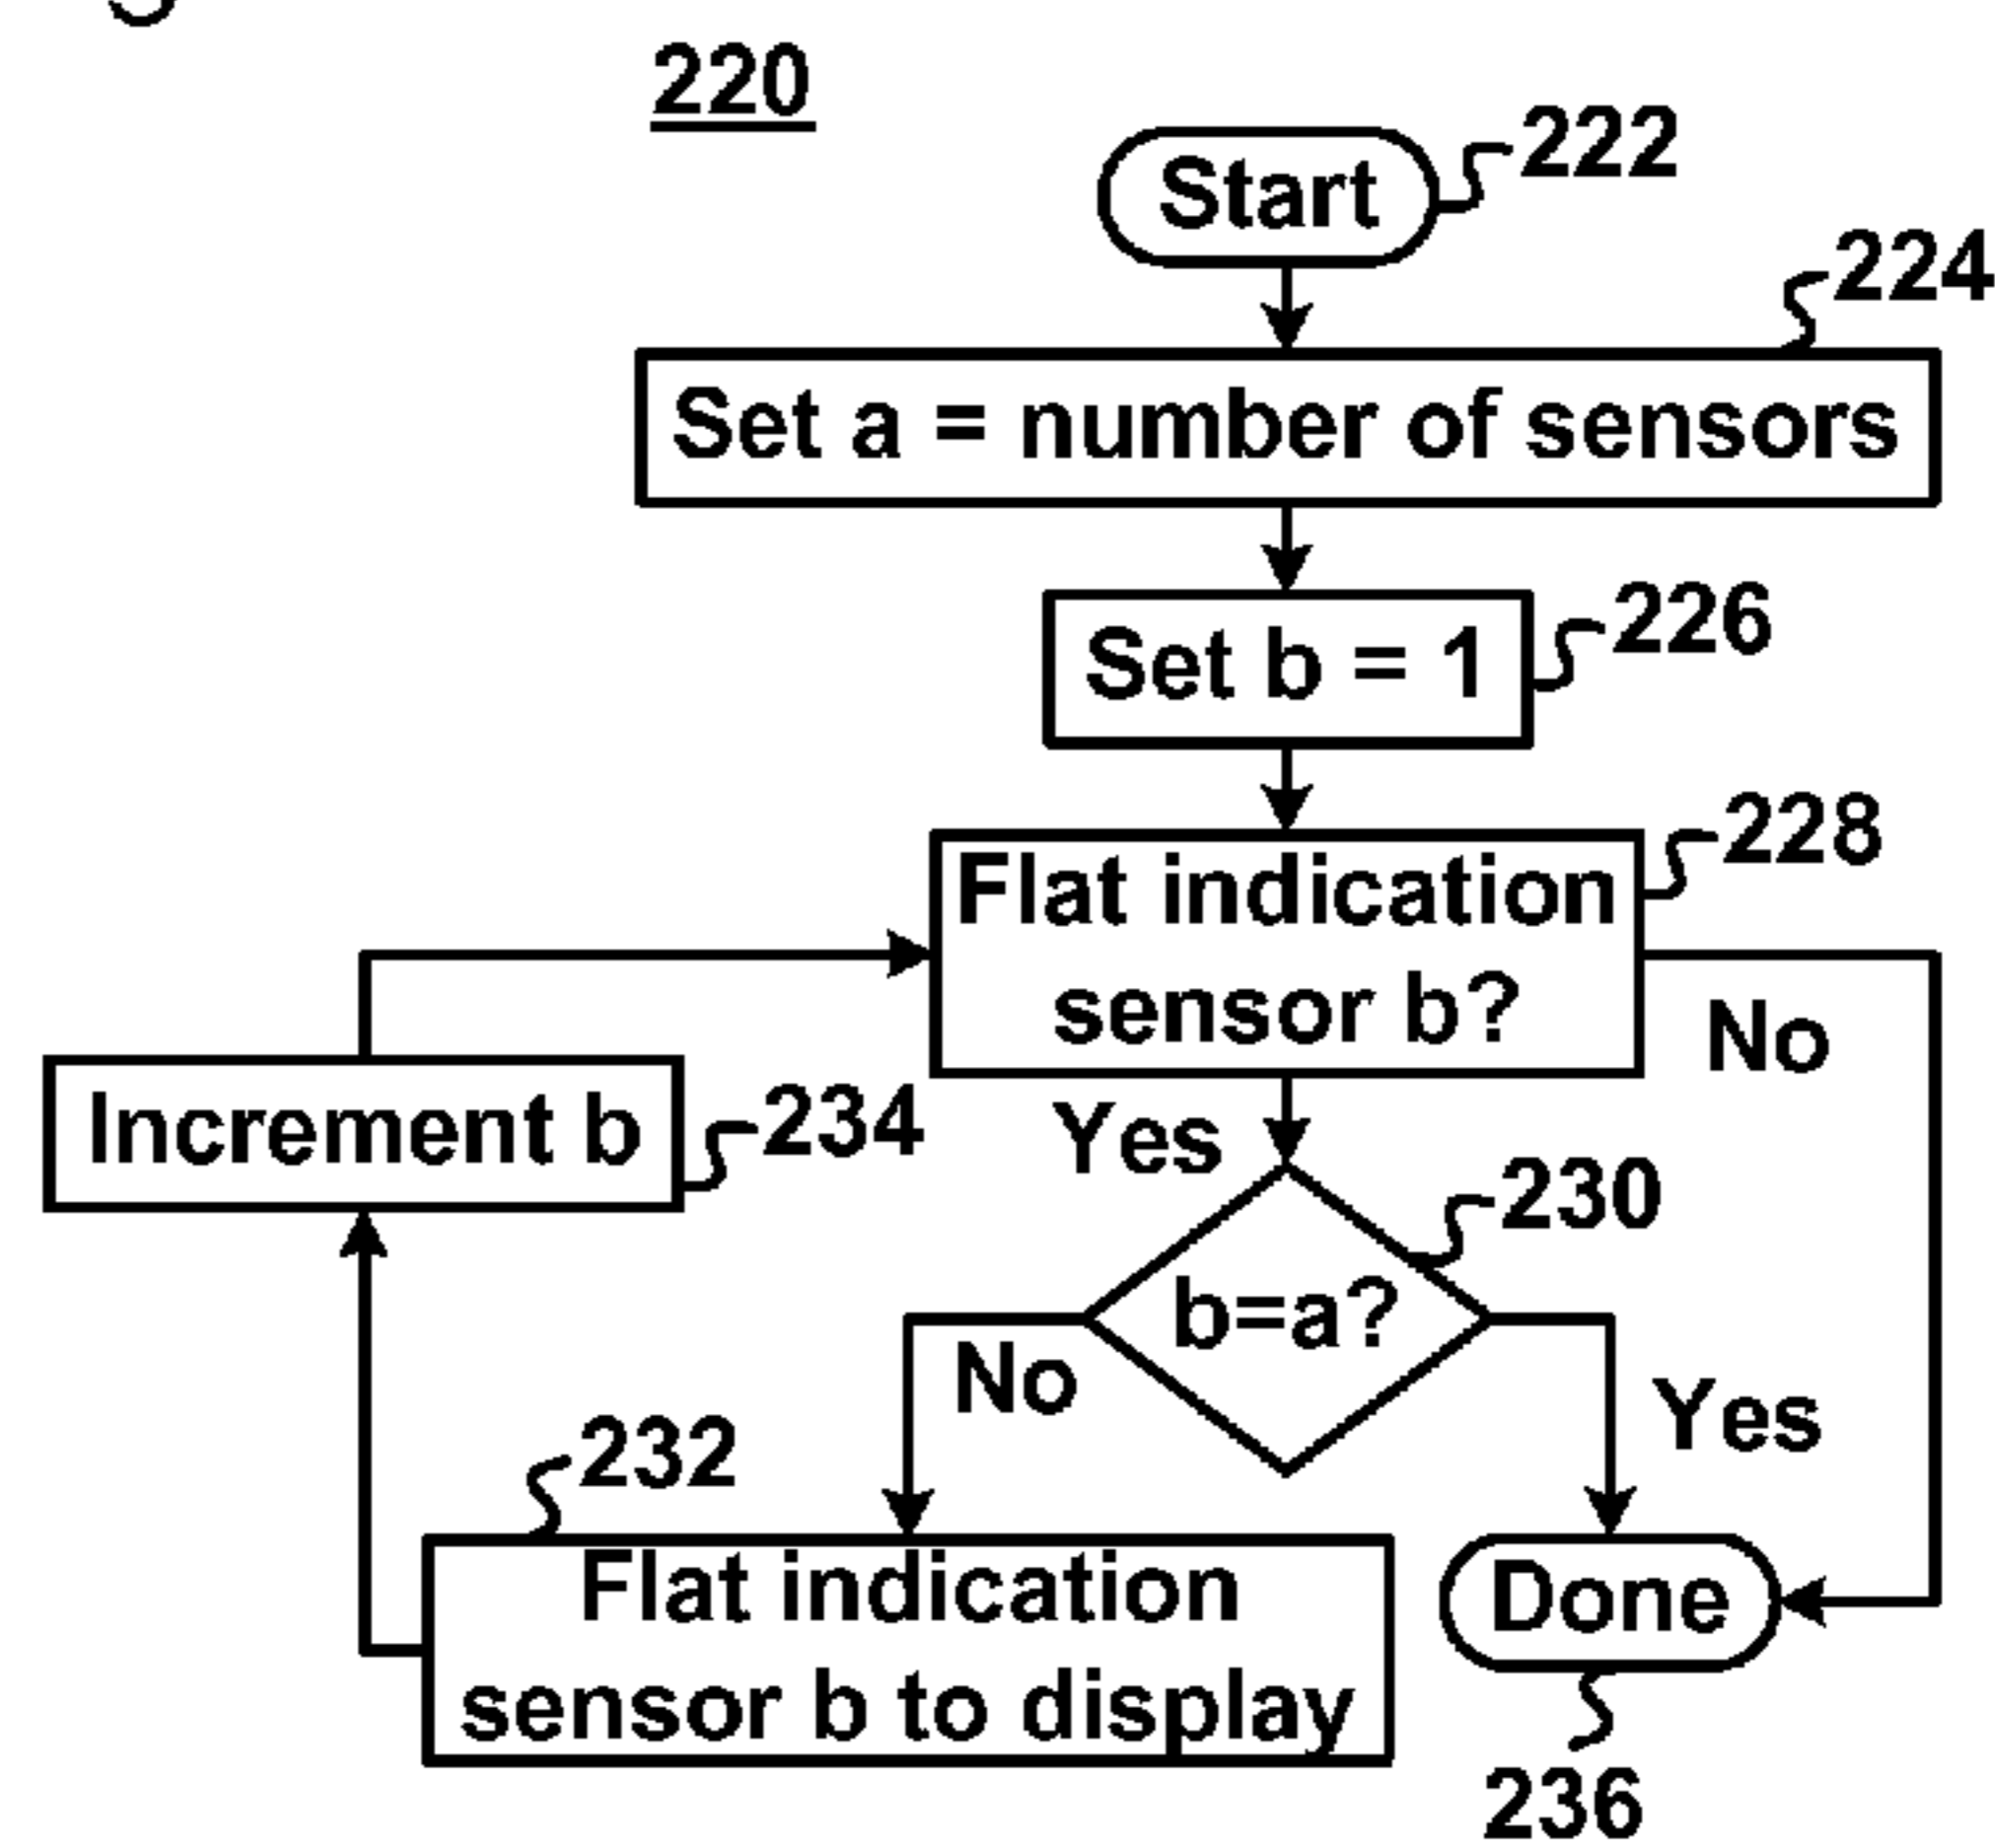 220
Start
222
224
Set a = number of sensors
226
Set b = 1
228
Flat indication
sensor b?
No
Increment b
234
Yes
230
b=a?
No
Yes
232
Flat indication
sensor b to display
Done
236